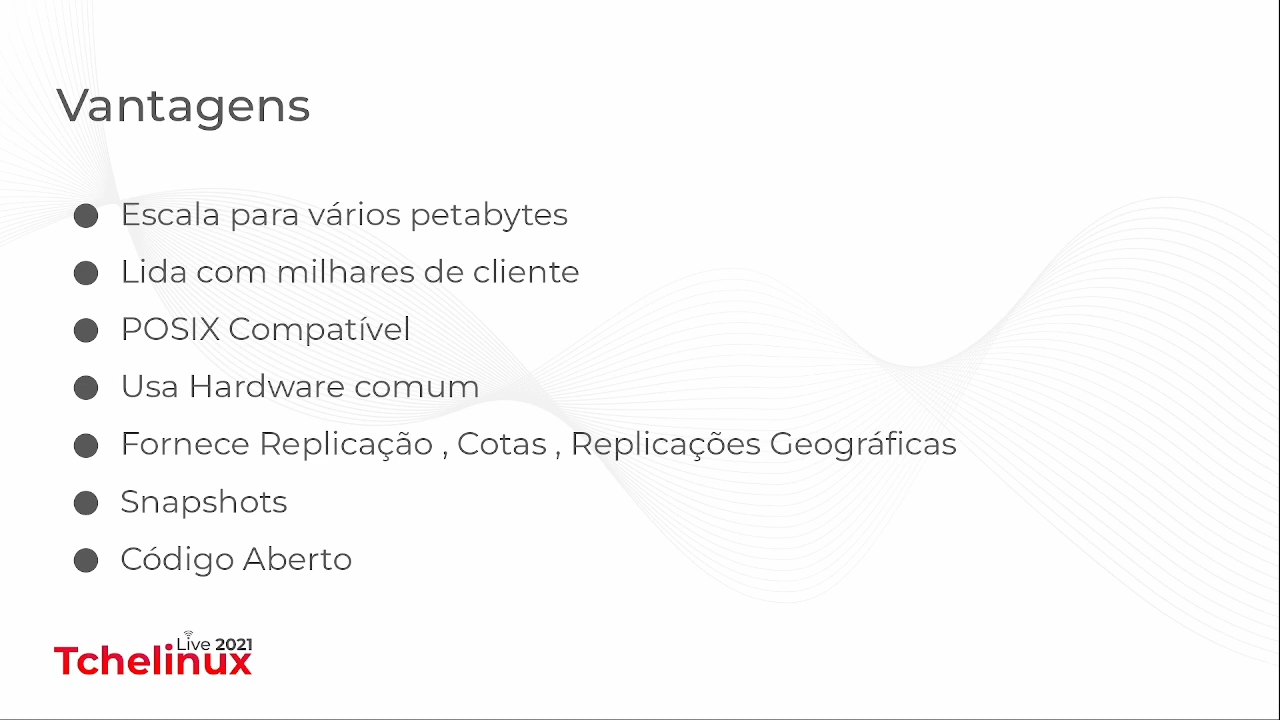 Vantagens
Escala para vários petabytes
Lida com milhares de cliente
POSIX Compatível
Usa Hardware comum
Fornece Replicação , Cotas , Replicações Geográficas
Snapshots
Código Aberto
Live 2021
Tchelinux